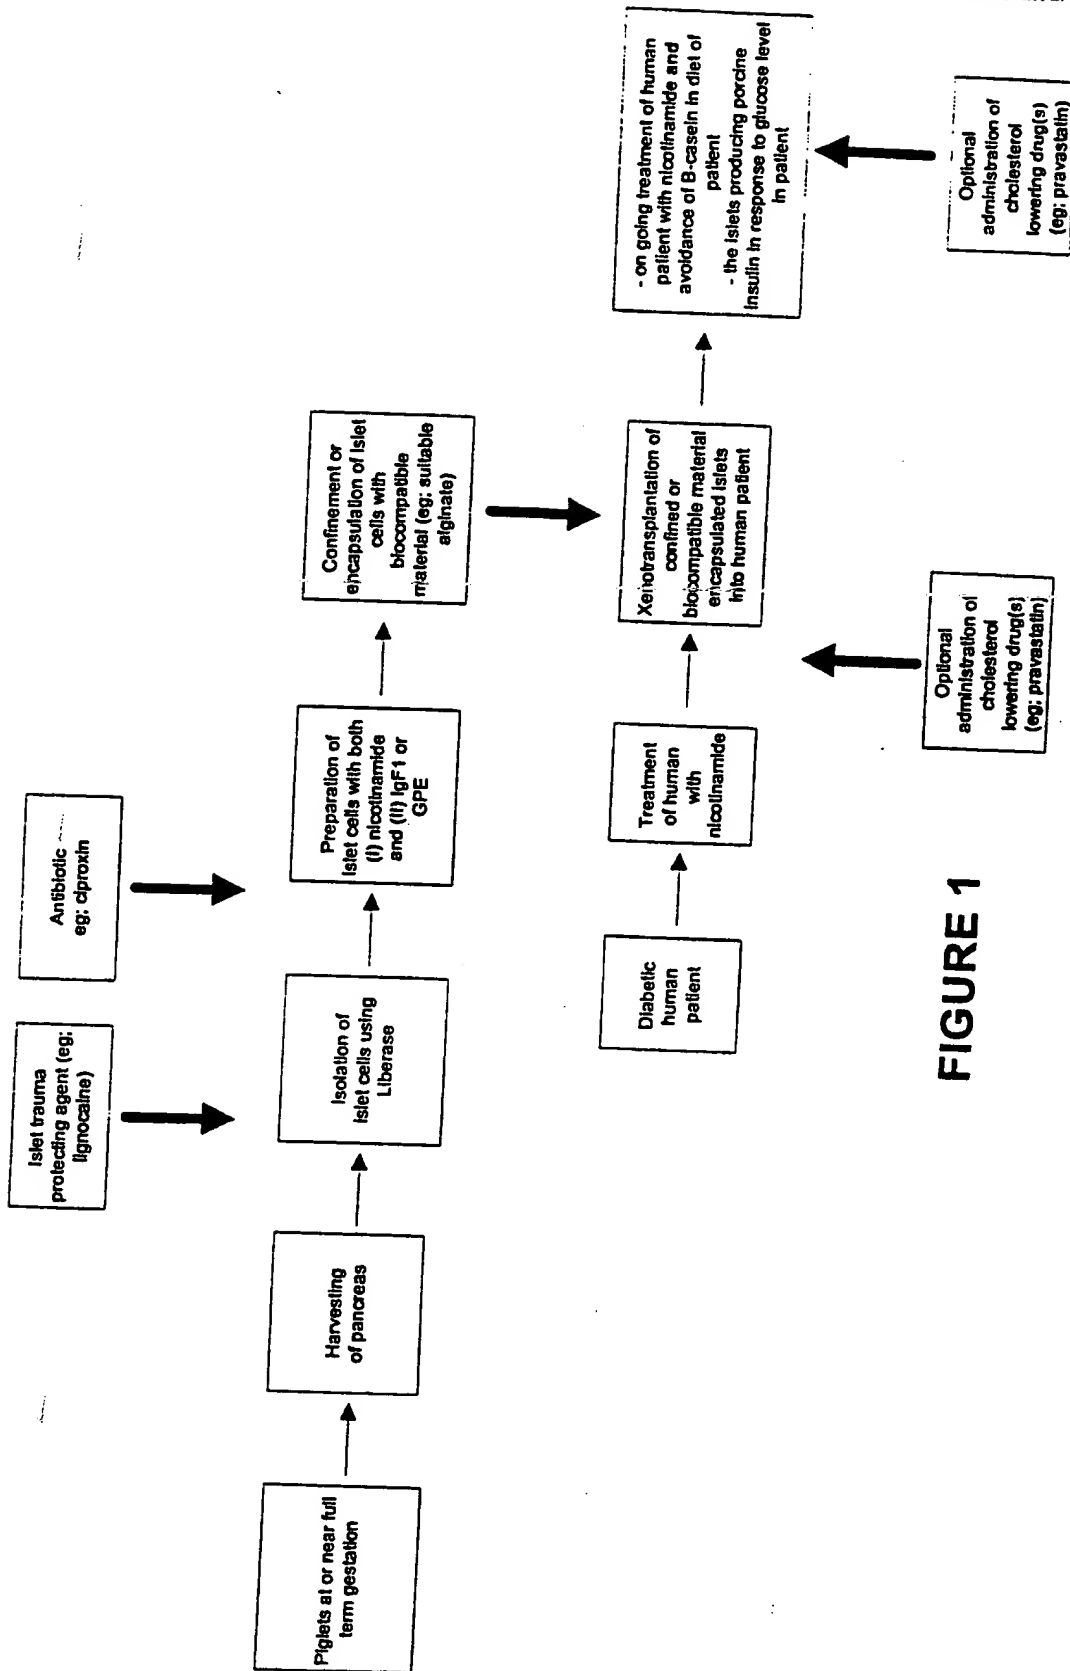 Islet trauma
protecting agent (eg;
lignocaine)
Antibiotic
eg; ciproxin
Piglets at or near full
term gestation
Harvesting
of pancreas
Isolation of
islet cells using
Liberase
Preparation of
islet cells with both
(i) nicotinamide
and (ii) IgF1 or
GPE
Confinement or
encapsulation of islet
cells with
biocompatible
material (eg; suitable
alginate)
Diabetic
human
patient
Treatment
of human
with
nicotinamide
Xenotransplantation of
confined or
biocompatible material
encapsulated islets
into human patient
- on going treatment of human
patient with nicotinamide and
avoidance of B-casein in diet of
patient
- the islets producing porcine
insulin in response to glucose level
in patient
Optional
administration of
cholesterol
lowering drug(s)
(eg; pravastatin)
Optional
administration of
cholesterol
lowering drug(s)
(eg; pravastatin)
FIGURE 1